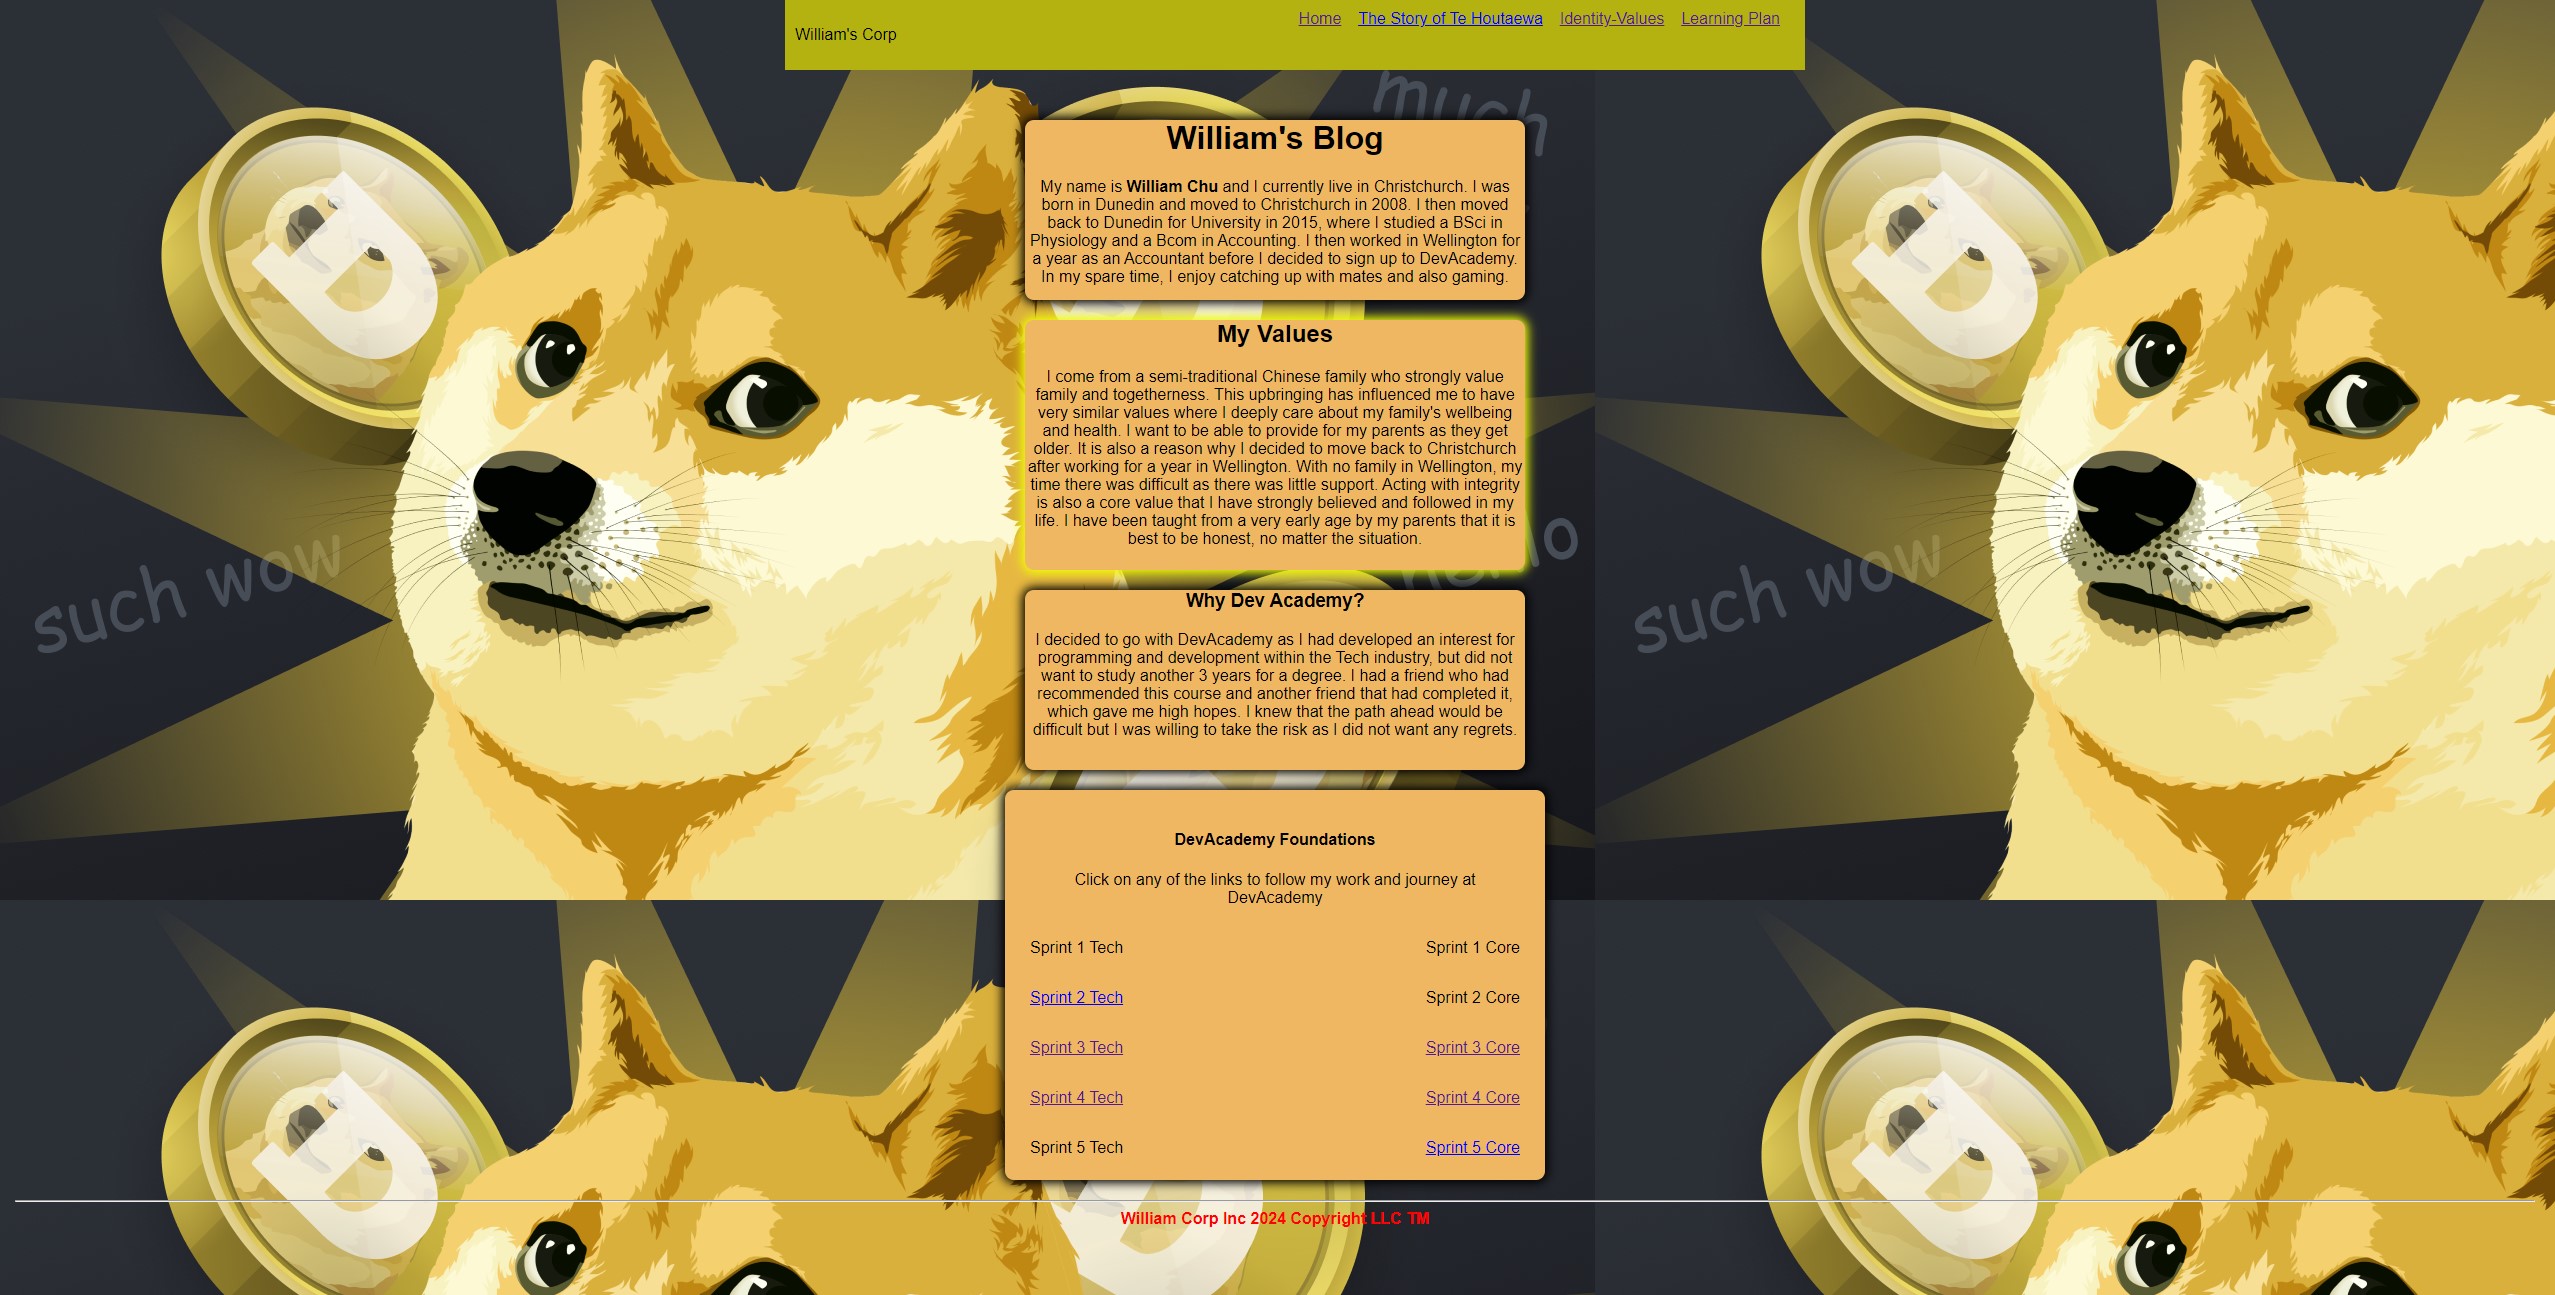 William's Corp
Home The Story of Te Houtaewa Identity-Values Learning Plan
much
William's Blog
My name is William Chu and I currently live in Christchurch. I was
born in Dunedin and moved to Christchurch in 2008. I then moved
back to Dunedin for University in 2015, where I studied a BSci in
Physiology and a Bcom in Accounting. I then worked in Wellington for
a year as an Accountant before I decided to sign up to DevAcademy.
In my spare time, I enjoy catching up with mates and also gaming.
My Values
I come from a semi-traditional Chinese family who strongly value
family and togetherness. This upbringing has influenced me to have
very similar values where I deeply care about my family's wellbeing
and health. I want to be able to provide for my parents as they get
older. It is also a reason why I decided to move back to Christchurch
after working for a year in Wellington. With no family in Wellington, my
time there was difficult as there was little support. Acting with integrity
is also a core value that I have strongly believed and followed in my
life. I have been taught from a very early age by my parents that it is
best to be honest, no matter the situation.
such wow
such wow
Why Dev Academy?
I decided to go with DevAcademy as I had developed an interest for
programming and development within the Tech industry, but did not
want to study another 3 years for a degree. I had a friend who had
recommended this course and another friend that had completed it,
which gave me high hopes. I knew that the path ahead would be
difficult but I was willing to take the risk as I did not want any regrets.
DevAcademy Foundations
Click on any of the links to follow my work and journey at
DevAcademy
Sprint 1 Tech Sprint 1 Core
Sprint 2 Tech Sprint 2 Core
Sprint 3 Tech Sprint 3 Core
Sprint 4 Tech Sprint 4 Core
Sprint 5 Tech Sprint 5 Core
William Corp Inc 2024 Copyright LLC TM